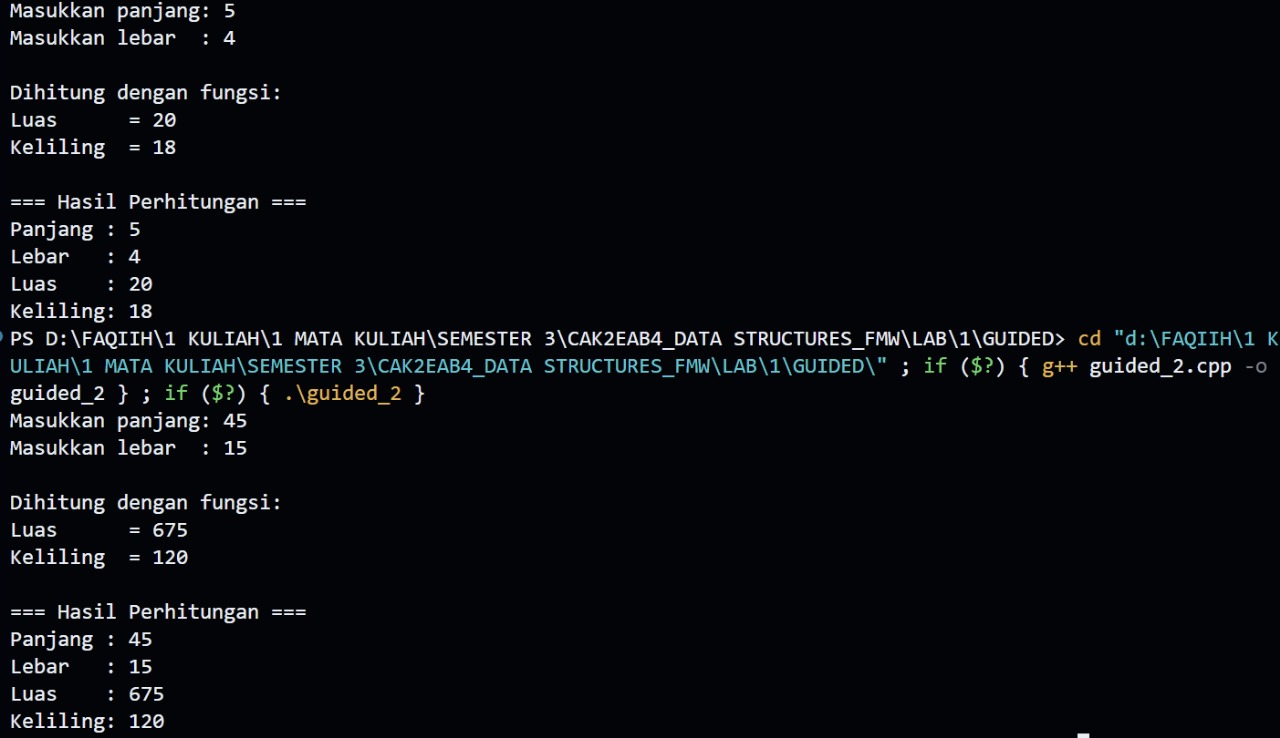 Masukkan panjang: 5
Masukkan lebar  : 4
Dihitung dengan fungsi:
Luas      = 20
Keliling  = 18
=== Hasil Perhitungan ===
Panjang : 5
Lebar   : 4
Luas    : 20
Keliling: 18
PS D:\FAQIIH\1 KULIAH\1 MATA KULIAH\SEMESTER 3\CAK2EAB4_DATA STRUCTURES_FMW\LAB\1\GUIDED> cd "d:\FAQIIH\1 K
ULIAH\1 MATA KULIAH\SEMESTER 3\CAK2EAB4_DATA STRUCTURES_FMW\LAB\1\GUIDED\" ; if ($?) { g++ guided_2.cpp -o
guided_2 } ; if ($?) { .\guided_2 }
Masukkan panjang: 45
Masukkan lebar  : 15
Dihitung dengan fungsi:
Luas      = 675
Keliling  = 120
=== Hasil Perhitungan ===
Panjang : 45
Lebar   : 15
Luas    : 675
Keliling: 120